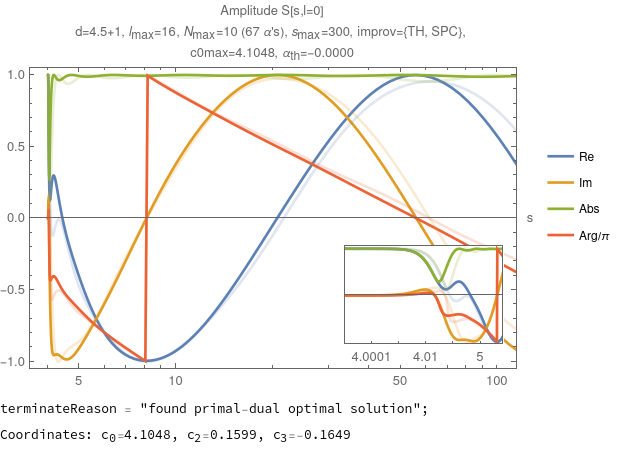 Amplitude S[s,l=0]
d=4.5+1, lmax=16, Nmax=10 (67 α's), smax=300, improv={TH, SPC},
c0max=4.1048, αth=-0.0000
1.0
0.5
0.0
-0.5
-1.0
5
10
50
100
s
Re
Im
Abs
Arg/π
4.0001
4.01
5
terminateReason = "found primal-dual optimal solution";
Coordinates: c0=4.1048, c2=0.1599, c3=-0.1649